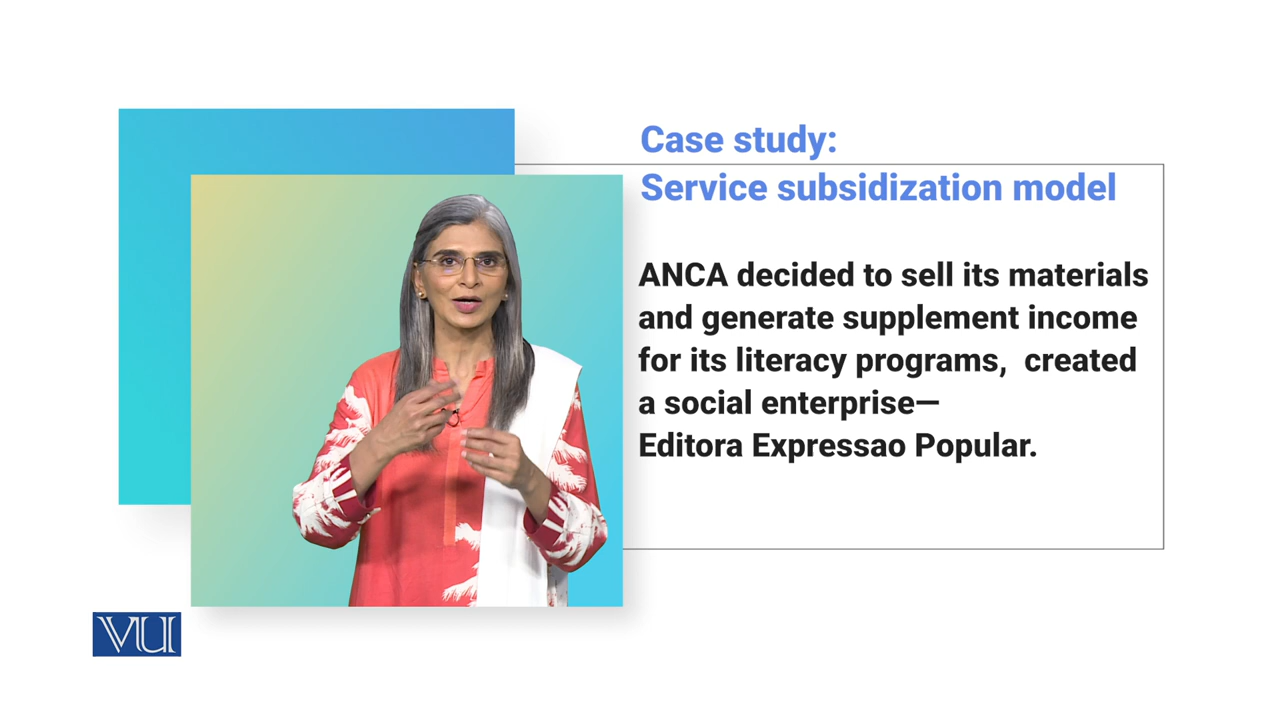 Case study:
Service subsidization model
ANCA decided to sell its materials
and generate supplement income
for its literacy programs,  created
a social enterprise—
Editora Expressao Popular.
VU